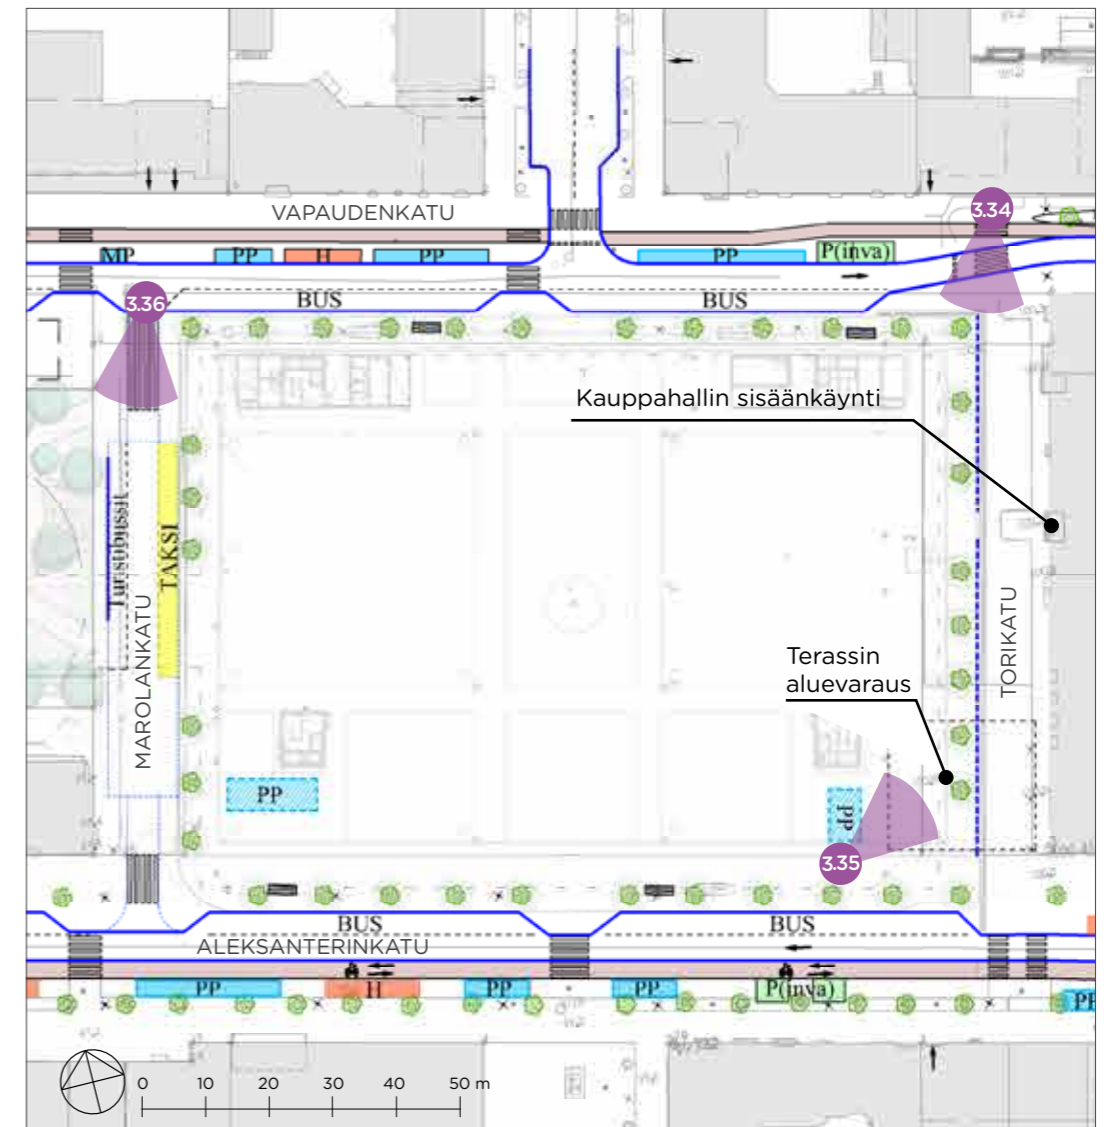 VAPAUDENKATU
3.34
MP
PP
H
PP
PP
P(inva)
3.36
BUS
BUS
Kauppahallin sisäänkäynti
Turistibussit
TAKSI
MAROLANKATU
TORIKATU
Terassin
aluevaraus
PP
PP
3.35
BUS
BUS
ALEKSANTERINKATU
PP
H
PP
PP
P(inva)
PP
0 10 20 30 40 50 m